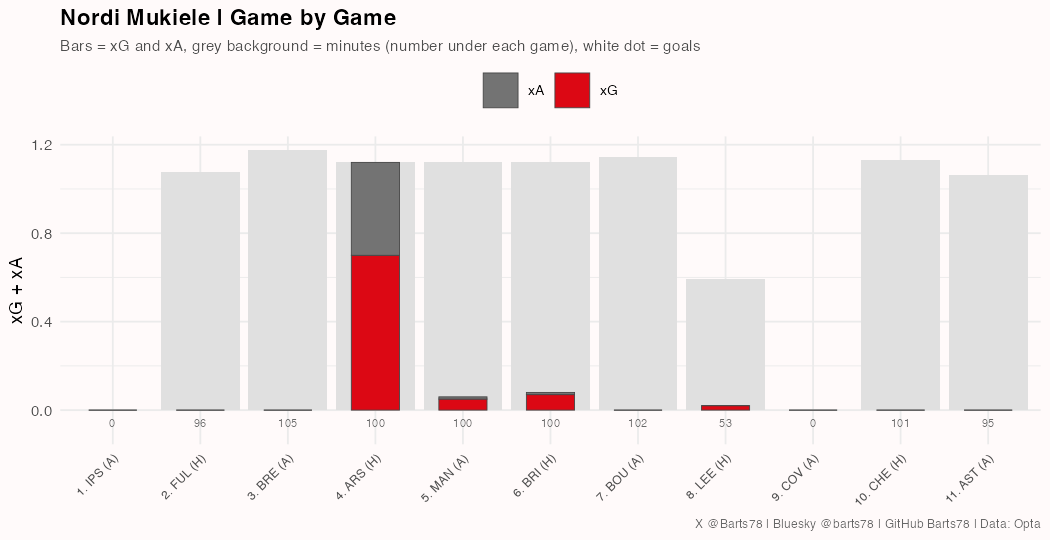 Nordi Mukiele | Game by Game
Bars = xG and xA, grey background = minutes (number under each game), white dot = goals
xA xG
xG + xA
1.2
0.8
0.4
0.0
0 96 105 100 100 100 102 53 0 101 95
1. IPS (A) 2. FUL (H) 3. BRE (A) 4. ARS (H) 5. MAN (A) 6. BRI (H) 7. BOU (A) 8. LEE (H) 9. COV (A) 10. CHE (H) 11. AST (A)
X @Barts78 | Bluesky @barts78 | GitHub Barts78 | Data: Opta